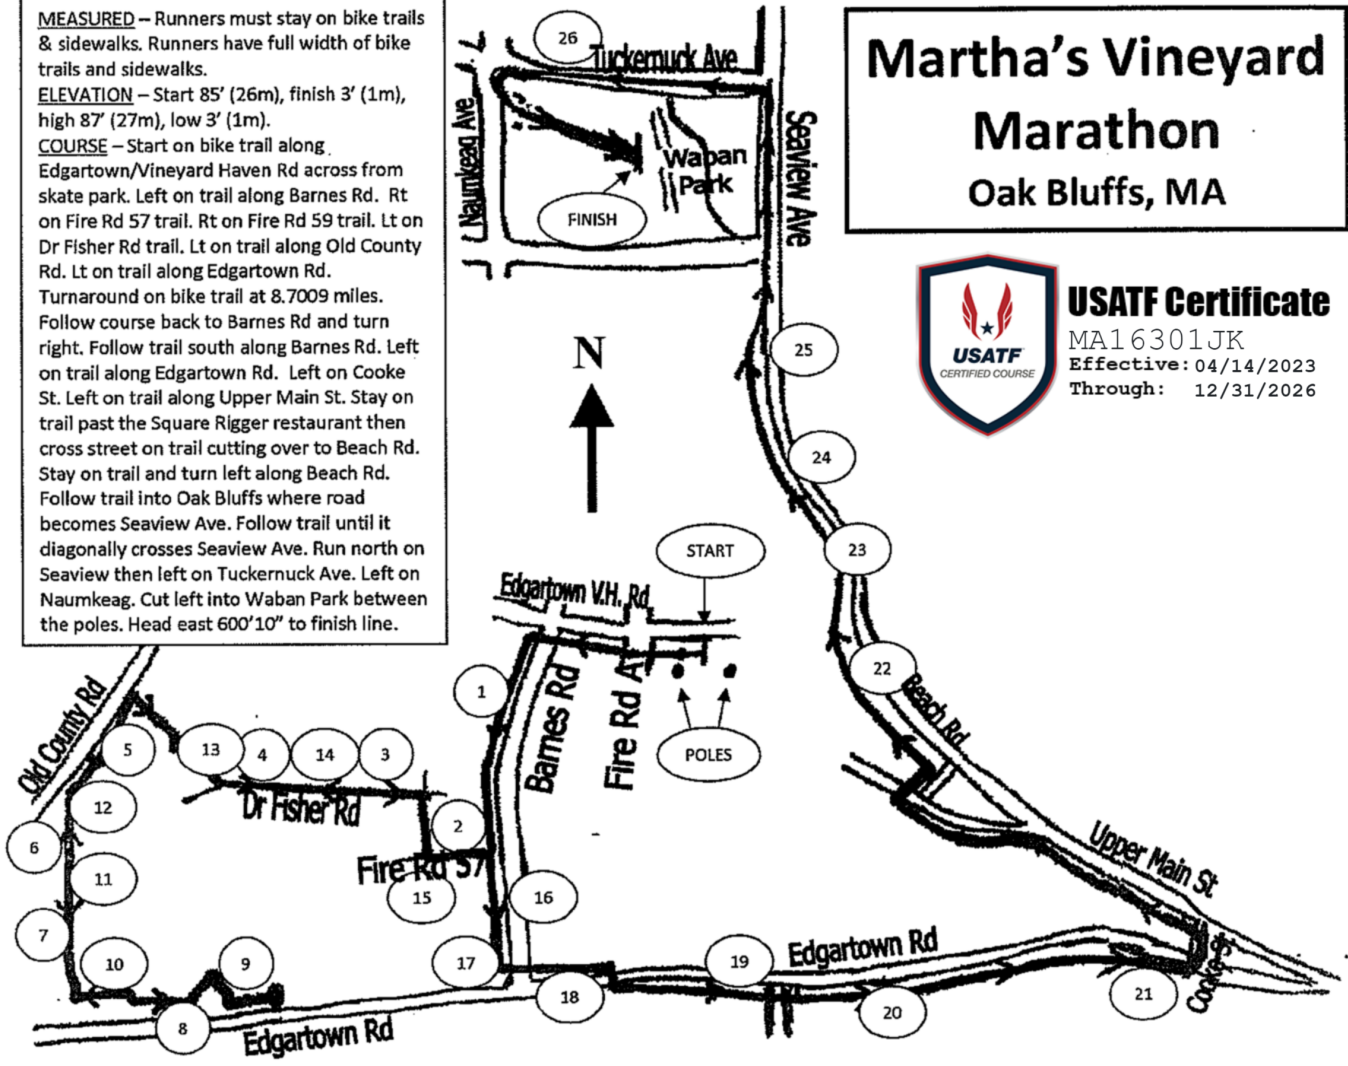 MEASURED – Runners must stay on bike trails
& sidewalks. Runners have full width of bike
trails and sidewalks.
ELEVATION – Start 85' (26m), finish 3' (1m),
high 87' (27m), low 3' (1m).
COURSE – Start on bike trail along
Edgartown/Vineyard Haven Rd across from
skate park. Left on trail along Barnes Rd. Rt
on Fire Rd 57 trail. Rt on Fire Rd 59 trail. Lt on
Dr Fisher Rd trail. Lt on trail along Old County
Rd. Lt on trail along Edgartown Rd.
Turnaround on bike trail at 8.7009 miles.
Follow course back to Barnes Rd and turn
right. Follow trail south along Barnes Rd. Left
on trail along Edgartown Rd. Left on Cooke
St. Left on trail along Upper Main St. Stay on
trail past the Square Rigger restaurant then
cross street on trail cutting over to Beach Rd.
Stay on trail and turn left along Beach Rd.
Follow trail into Oak Bluffs where road
becomes Seaview Ave. Follow trail until it
diagonally crosses Seaview Ave. Run north on
Seaview then left on Tuckernuck Ave. Left on
Naumkeag. Cut left into Waban Park between
the poles. Head east 600'10" to finish line.
Martha's Vineyard
Marathon
Oak Bluffs, MA
USATF
CERTIFIED COURSE
USATF Certificate
MA16301JK
Effective: 04/14/2023
Through: 12/31/2026
26
Tuckernuck Ave
Naumkeag Ave
Waban
Park
Seaview Ave
FINISH
N
25
24
23
START
Edgartown V.H. Rd
22
Beach Rd
1
Barnes Rd
Fire Rd A
POLES
Old County Rd
5
13
4
14
3
Dr Fisher Rd
12
2
6
Fire Rd 57
11
15
16
Upper Main St
7
10
9
17
19
Edgartown Rd
Cooke St
18
20
21
8
Edgartown Rd